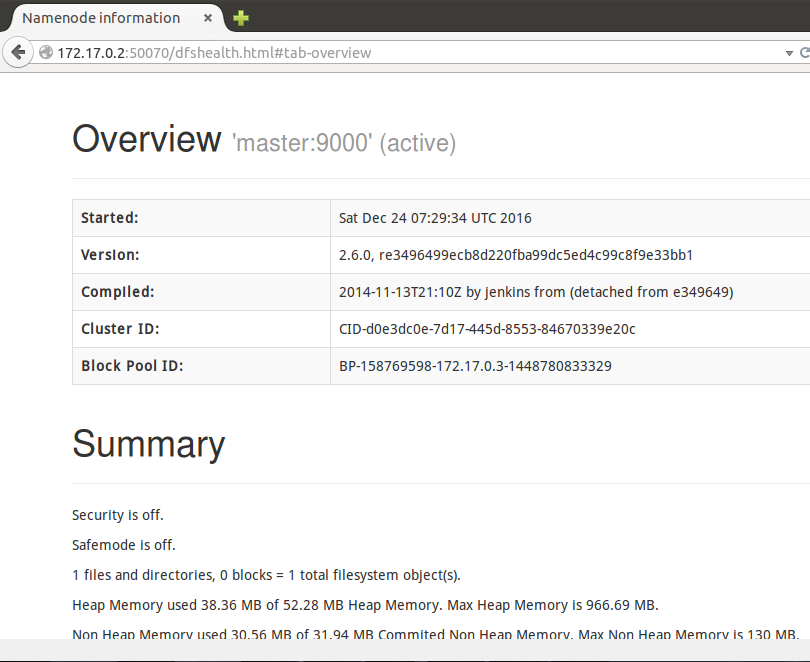 Namenode information
172.17.0.2:50070/dfshealth.html#tab-overview
Overview 'master:9000' (active)
Started: Sat Dec 24 07:29:34 UTC 2016
Version: 2.6.0, re3496499ecb8d220fba99dc5ed4c99c8f9e33bb1
Compiled: 2014-11-13T21:10Z by jenkins from (detached from e349649)
Cluster ID: CID-d0e3dc0e-7d17-445d-8553-84670339e20c
Block Pool ID: BP-158769598-172.17.0.3-1448780833329
Summary
Security is off.
Safemode is off.
1 files and directories, 0 blocks = 1 total filesystem object(s).
Heap Memory used 38.36 MB of 52.28 MB Heap Memory. Max Heap Memory is 966.69 MB.
Non Heap Memory used 30.56 MB of 31.94 MB Commited Non Heap Memory. Max Non Heap Memory is 130 MB.